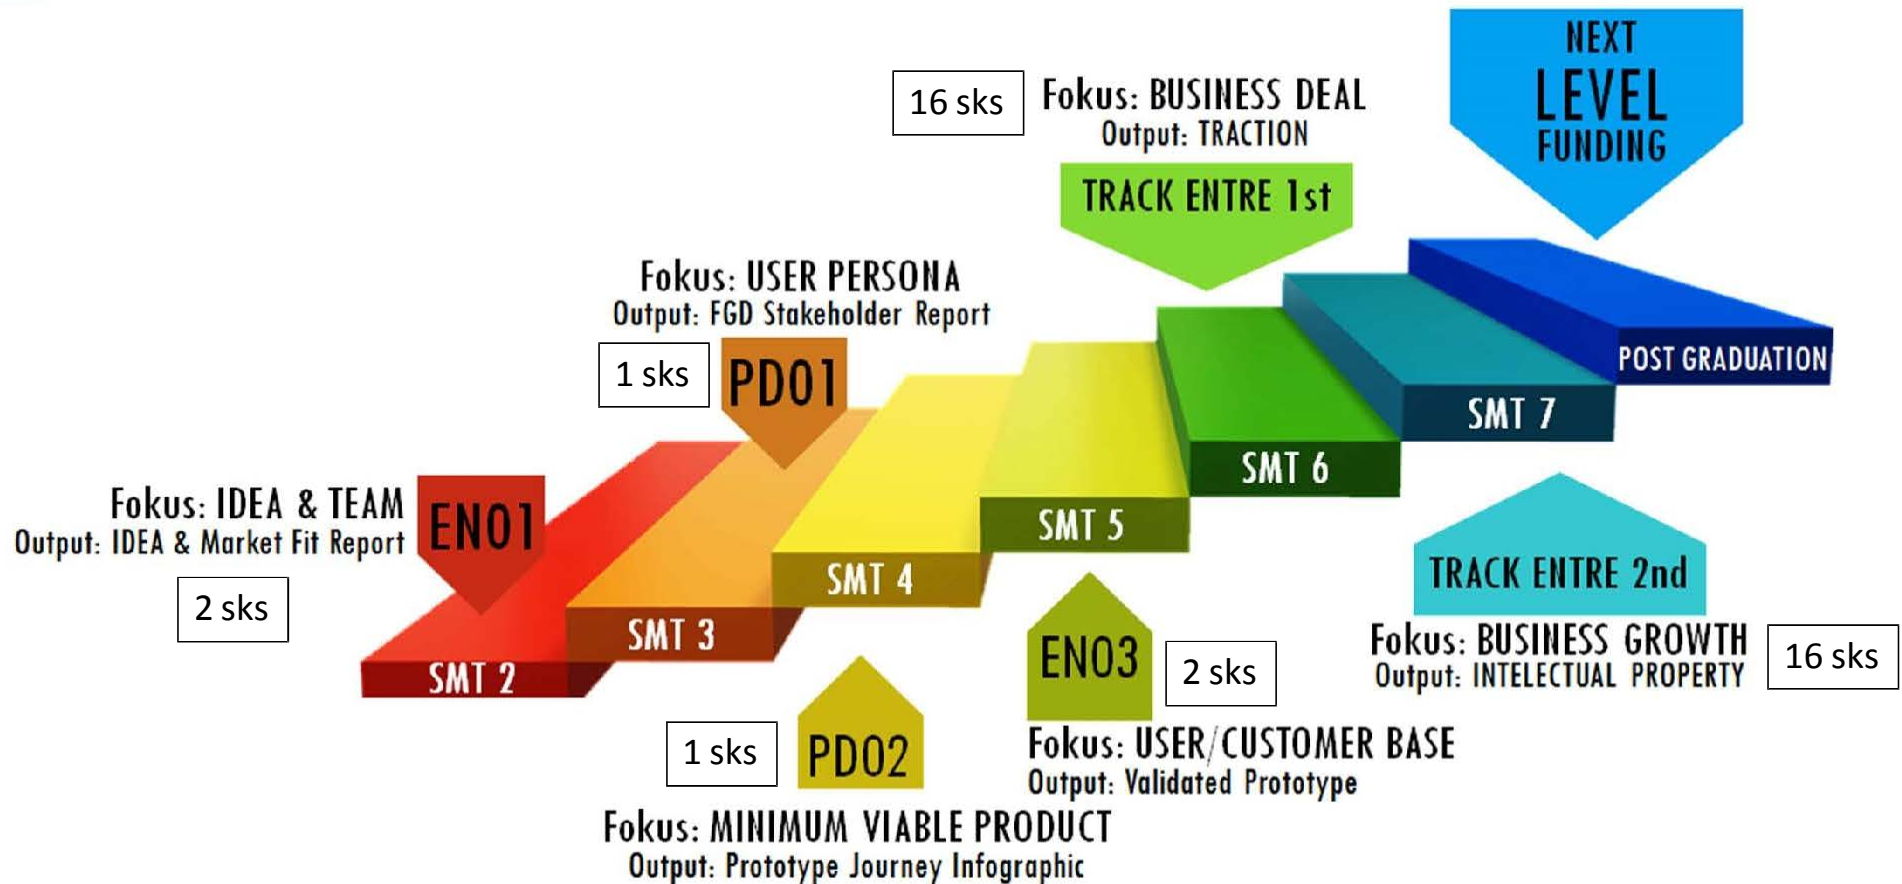 NEXT
LEVEL
FUNDING
16 sks
Fokus: BUSINESS DEAL
Output: TRACTION
TRACK ENTRE 1st
Fokus: USER PERSONA
Output: FGD Stakeholder Report
1 sks
PD01
POST GRADUATION
SMT 7
SMT 6
Fokus: IDEA & TEAM
Output: IDEA & Market Fit Report
EN01
2 sks
SMT 5
SMT 4
SMT 3
SMT 2
TRACK ENTRE 2nd
Fokus: BUSINESS GROWTH
Output: INTELECTUAL PROPERTY
16 sks
EN03
2 sks
Fokus: USER/CUSTOMER BASE
Output: Validated Prototype
1 sks
PD02
Fokus: MINIMUM VIABLE PRODUCT
Output: Prototype Journey Infographic